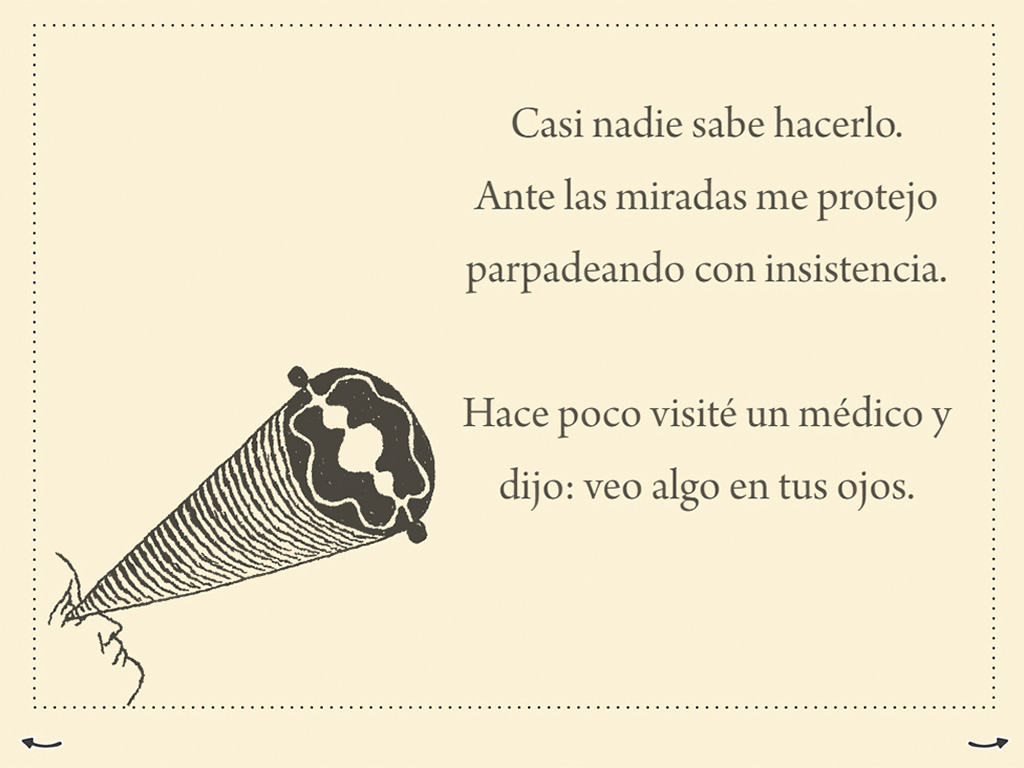 Casi nadie sabe hacerlo.
Ante las miradas me protejo
parpadeando con insistencia.
Hace poco visité un médico y
dijo: veo algo en tus ojos.